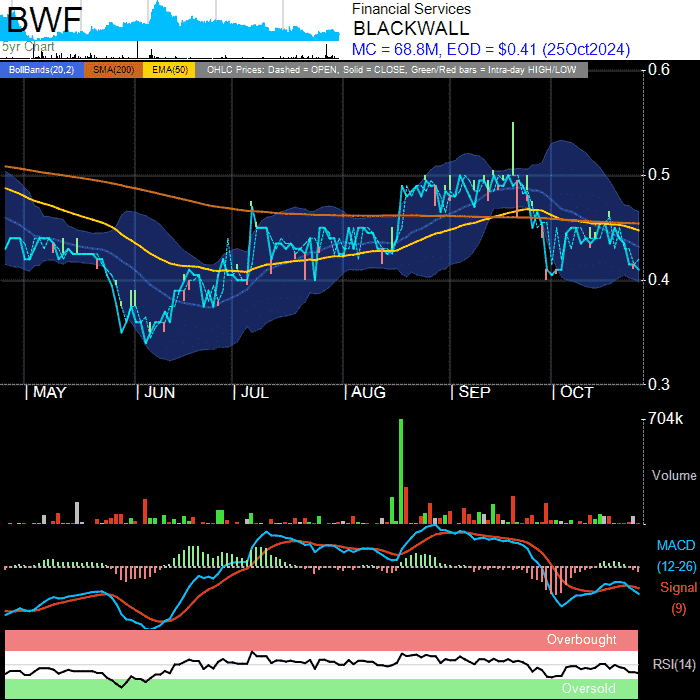 BWF
5yr Chart
Financial Services
BLACKWALL
MC = 68.8M, EOD = $0.41 (25Oct2024)
BollBands(20,2) SMA(200) EMA(50) OHLC Prices: Dashed = OPEN, Solid = CLOSE, Green/Red bars = Intra-day HIGH/LOW
0.6
0.5
0.4
0.3
MAY JUN JUL AUG SEP OCT
704k
Volume
MACD
(12-26)
Signal
(9)
Overbought
RSI(14)
Oversold